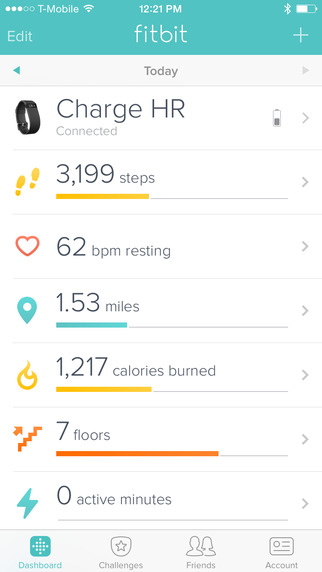 T-Mobile 12:21 PM
Edit fitbit +
Today
Charge HR
Connected
3,199 steps
62 bpm resting
1.53 miles
1,217 calories burned
7 floors
0 active minutes
Dashboard Challenges Friends Account